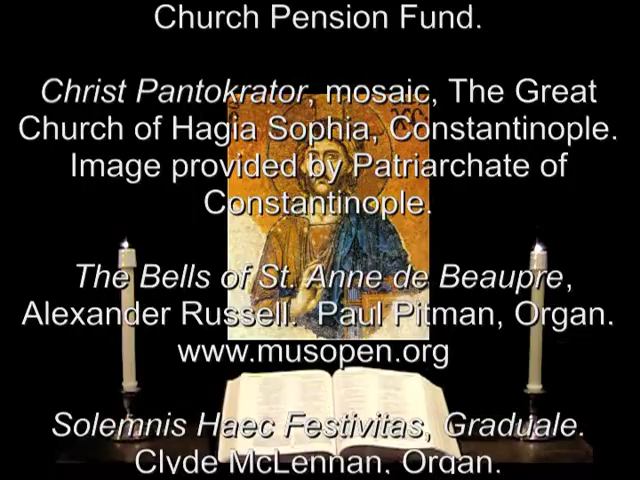 Church Pension Fund.
Christ Pantokrator, mosaic, The Great
Church of Hagia Sophia, Constantinople.
Image provided by Patriarchate of
Constantinople.
The Bells of St. Anne de Beaupre,
Alexander Russell. Paul Pitman, Organ.
www.musopen.org
Solemnis Haec Festivitas, Graduale.
Clyde McLennan, Organ.